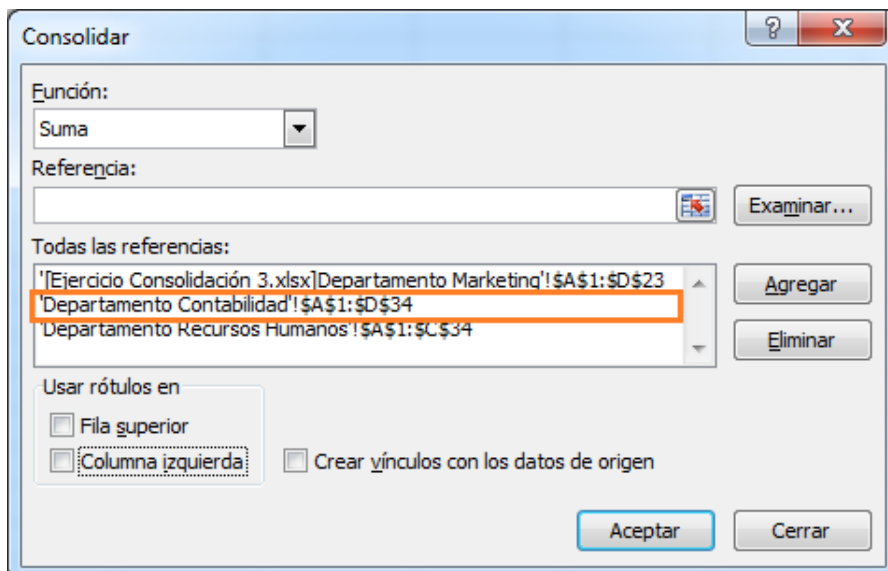 Consolidar
Función:
Suma
Referencia:
Examinar...
Todas las referencias:
'[Ejercicio Consolidación 3.xlsx]Departamento Marketing'!$A$1:$D$23
'Departamento Contabilidad'!$A$1:$D$34
'Departamento Recursos Humanos'!$A$1:$C$34
Agregar
Eliminar
Usar rótulos en
Fila superior
Columna izquierda
Crear vínculos con los datos de origen
Aceptar
Cerrar